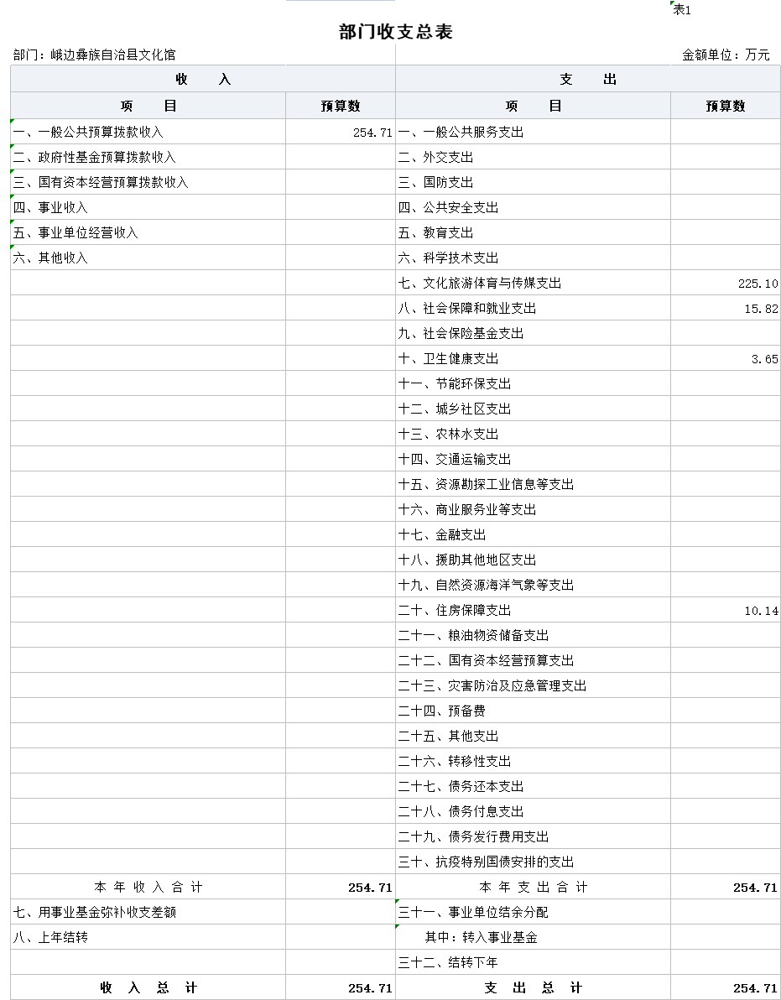 表1
部门收支总表
部门：峨边彝族自治县文化馆 金额单位：万元
收 入 支 出
项 目 预算数 项 目 预算数
一、一般公共预算拨款收入 254.71 一、一般公共服务支出
二、政府性基金预算拨款收入 二、外交支出
三、国有资本经营预算拨款收入 三、国防支出
四、事业收入 四、公共安全支出
五、事业单位经营收入 五、教育支出
六、其他收入 六、科学技术支出
七、文化旅游体育与传媒支出 225.10
八、社会保障和就业支出 15.82
九、社会保险基金支出
十、卫生健康支出 3.65
十一、节能环保支出
十二、城乡社区支出
十三、农林水支出
十四、交通运输支出
十五、资源勘探工业信息等支出
十六、商业服务业等支出
十七、金融支出
十八、援助其他地区支出
十九、自然资源海洋气象等支出
二十、住房保障支出 10.14
二十一、粮油物资储备支出
二十二、国有资本经营预算支出
二十三、灾害防治及应急管理支出
二十四、预备费
二十五、其他支出
二十六、转移性支出
二十七、债务还本支出
二十八、债务付息支出
二十九、债务发行费用支出
三十、抗疫特别国债安排的支出
本 年 收 入 合 计 254.71 本 年 支 出 合 计 254.71
七、用事业基金弥补收支差额 三十一、事业单位结余分配
八、上年结转 其中：转入事业基金
三十二、结转下年
收 入 总 计 254.71 支 出 总 计 254.71